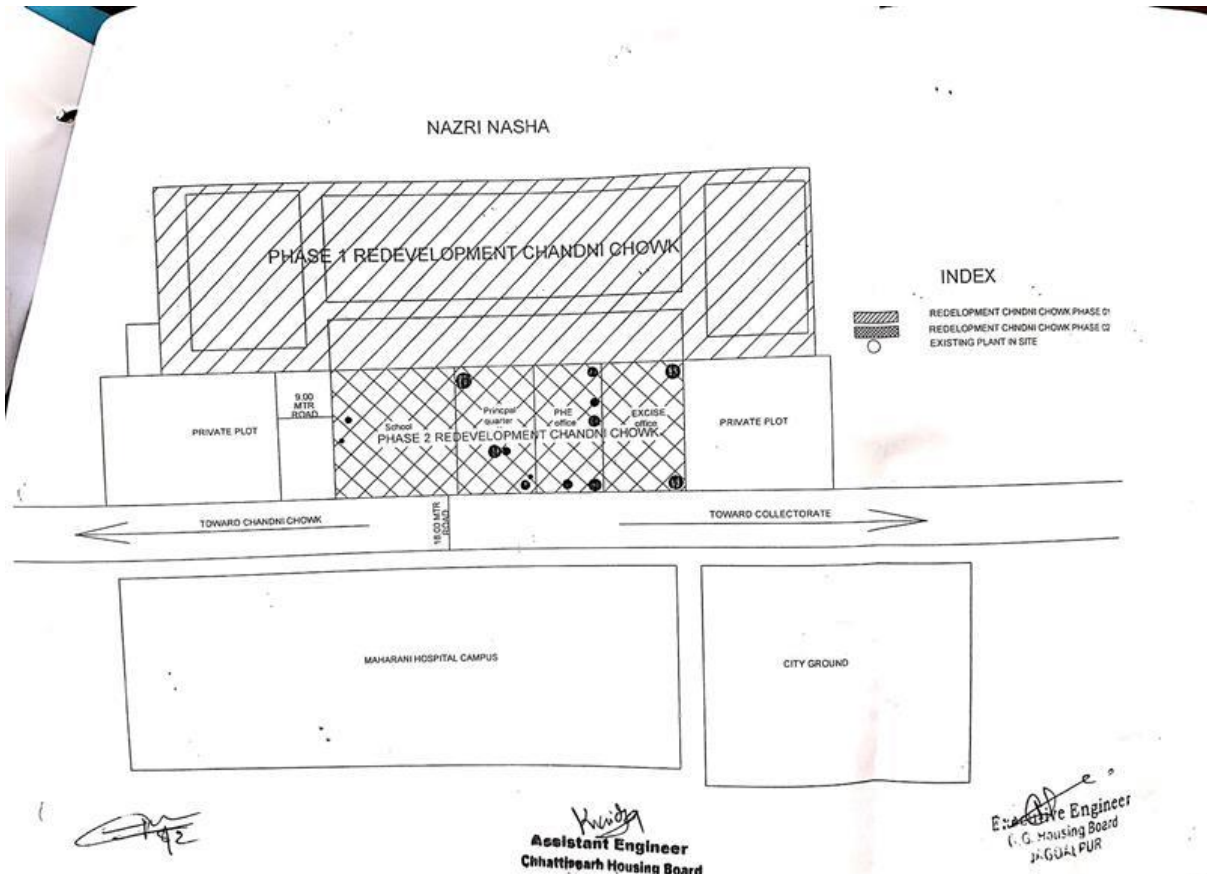 NAZRI NASHA
PHASE 1 REDEVELOPMENT CHANDNI CHOWK
INDEX
REDELOPMENT CHNDNI CHOWK PHASE 01
REDELOPMENT CHNDNI CHOWK PHASE 02
EXISTING PLANT IN SITE
PRIVATE PLOT
9.00
MTR
ROAD
School
Princpal
quarter
PHE
office
EXCISE
office
PHASE 2 REDEVELOPMENT CHANDNI CHOWK
PRIVATE PLOT
TOWARD CHANDNI CHOWK
18.00 MTR
ROAD
TOWARD COLLECTORATE
MAHARANI HOSPITAL CAMPUS
CITY GROUND
Assistant Engineer
Chhattisgarh Housing Board
Executive Engineer
C.G. Housing Board
JAGDALPUR